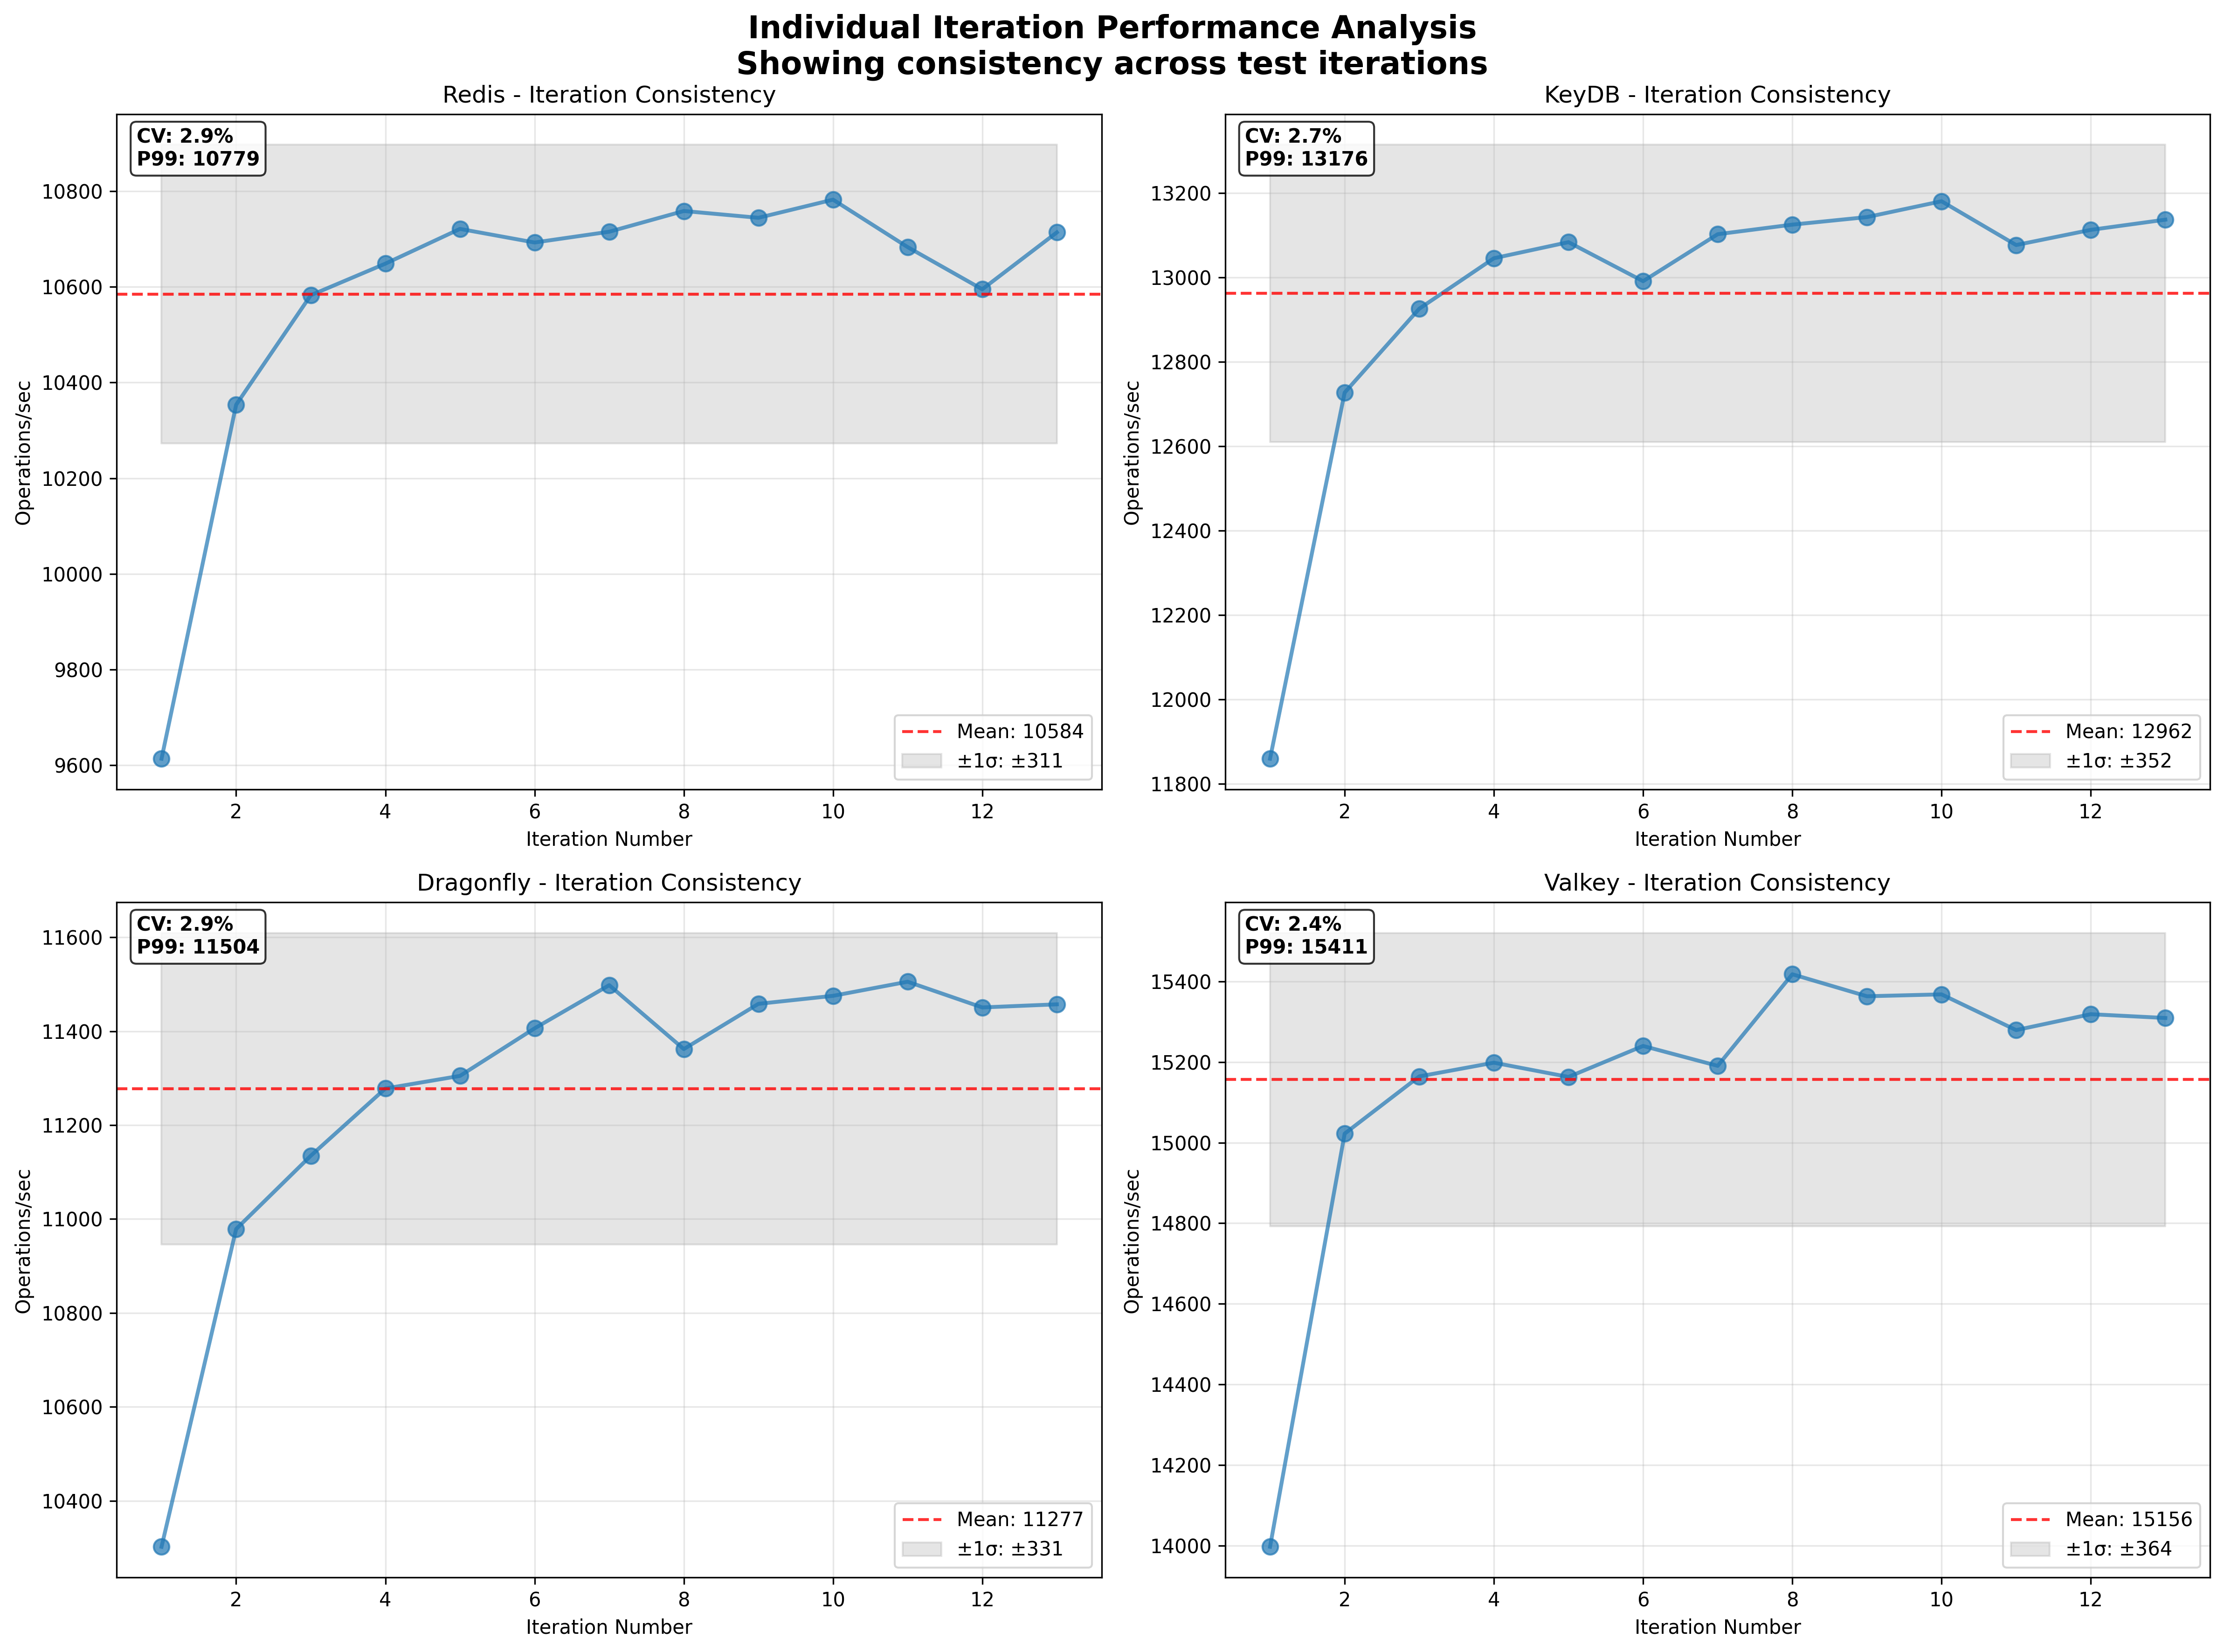 Individual Iteration Performance Analysis
Showing consistency across test iterations
Redis - Iteration Consistency
CV: 2.9%
P99: 10779
10800
10600
10400
10200
10000
9800
9600
Operations/sec
Mean: 10584
±1σ: ±311
2 4 6 8 10 12
Iteration Number
KeyDB - Iteration Consistency
CV: 2.7%
P99: 13176
13200
13000
12800
12600
12400
12200
12000
11800
Operations/sec
Mean: 12962
±1σ: ±352
2 4 6 8 10 12
Iteration Number
Dragonfly - Iteration Consistency
CV: 2.9%
P99: 11504
11600
11400
11200
11000
10800
10600
10400
Operations/sec
Mean: 11277
±1σ: ±331
2 4 6 8 10 12
Iteration Number
Valkey - Iteration Consistency
CV: 2.4%
P99: 15411
15400
15200
15000
14800
14600
14400
14200
14000
Operations/sec
Mean: 15156
±1σ: ±364
2 4 6 8 10 12
Iteration Number